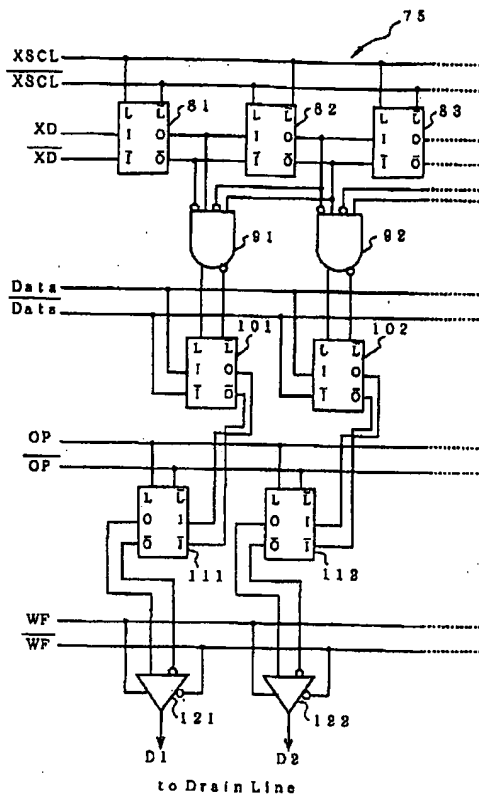 75
XSCL
XSCL
81
82
83
L L̅
L L̅
L L̅
XD
I O
I O
I O
XD
I̅ O̅
I̅ O̅
I̅ O̅
91
92
Data
Data
101
102
L L̅
L L̅
I O
I O
I̅ O̅
I̅ O̅
OP
OP
L L̅
L L̅
O I
O I
O̅ I̅
O̅ I̅
111
112
WF
WF
121
122
D1
D2
to Drain Line